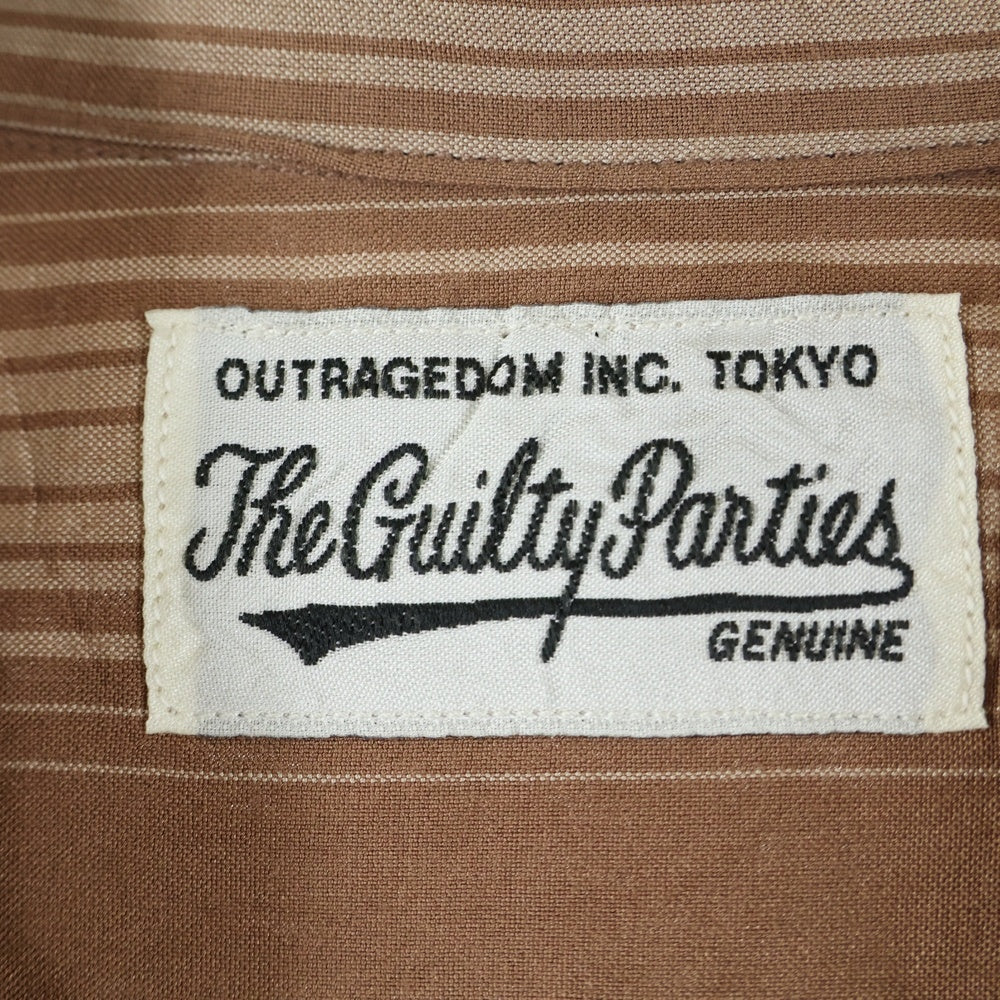 OUTRAGEDOM INC. TOKYO
The Guilty Parties
GENUINE